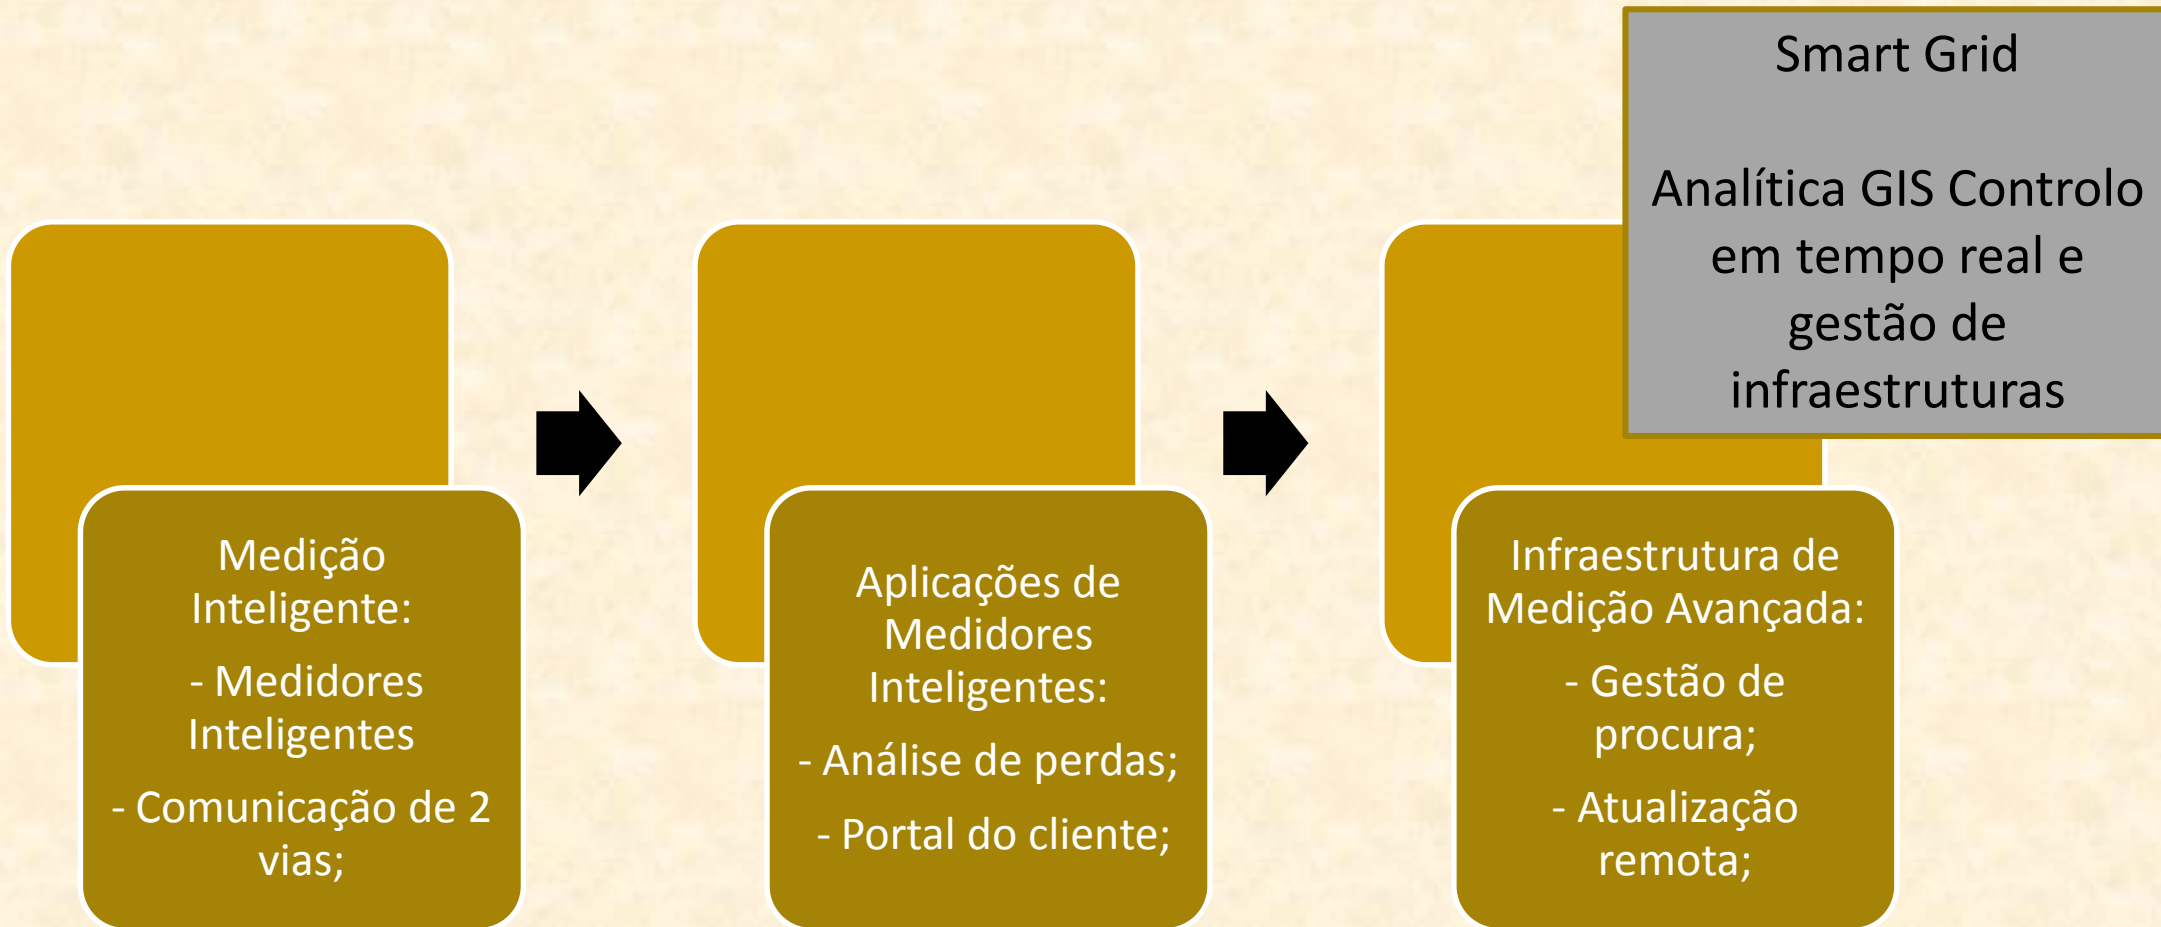 Smart Grid
Analítica GIS Controlo
em tempo real e
gestão de
infraestruturas
Medição
Inteligente:
- Medidores
Inteligentes
- Comunicação de 2
vias;
Aplicações de
Medidores
Inteligentes:
- Análise de perdas;
- Portal do cliente;
Infraestrutura de
Medição Avançada:
- Gestão de
procura;
- Atualização
remota;